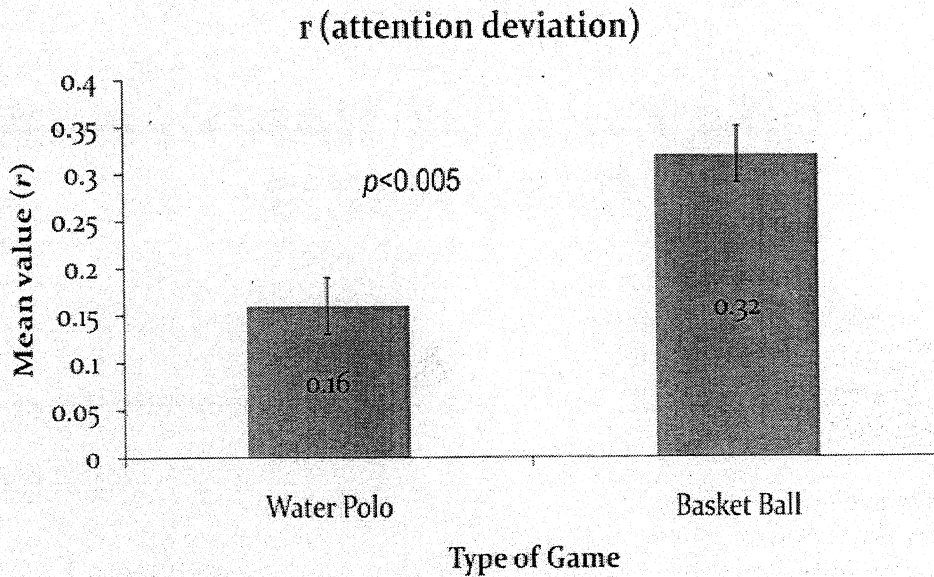 r (attention deviation)
0.4
0.35
0.3
0.25
0.2
0.15
0.1
0.05
0
Mean value (r)
p<0.005
0.16
0.32
Water Polo
Basket Ball
Type of Game